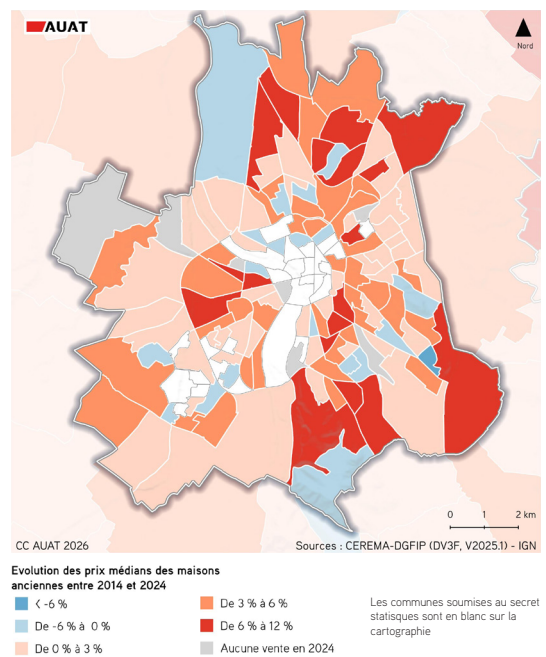 AUAT
Nord
0 1 2 km
CC AUAT 2026
Sources : CEREMA-DGFIP (DV3F, V2025.1) - IGN
Evolution des prix médians des maisons
anciennes entre 2014 et 2024
< -6 %
De -6 % à 0 %
De 0 % à 3 %
De 3 % à 6 %
De 6 % à 12 %
Aucune vente en 2024
Les communes soumises au secret
statisques sont en blanc sur la
cartographie